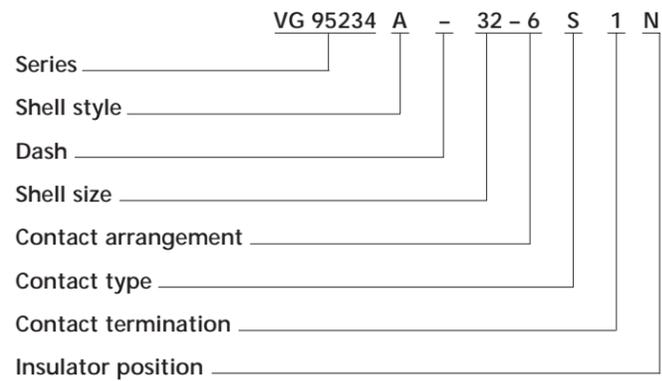 VG 95234 A – 32 – 6 S 1 N
Series
Shell style
Dash
Shell size
Contact arrangement
Contact type
Contact termination
Insulator position